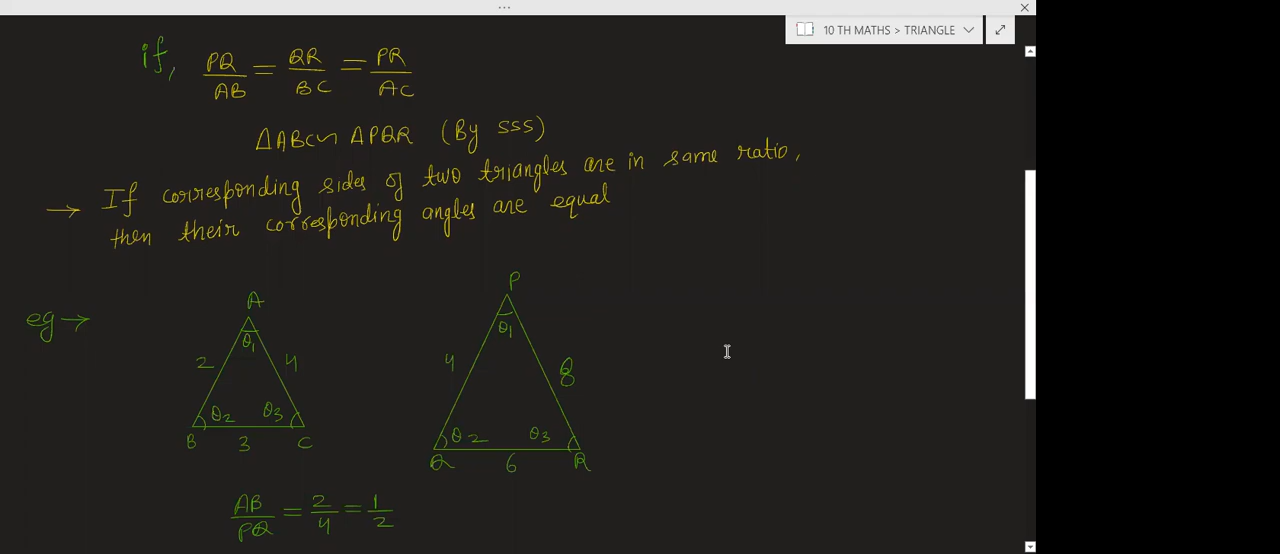 10 TH MATHS > TRIANGLE
if, PQ/AB = QR/BC = PR/AC
ΔABC ~ ΔPQR (By SSS)
→ If corresponding sides of two triangles are in same ratio,
then their corresponding angles are equal
eg →
A
θ1
2
4
θ2
θ3
B
3
C
P
θ1
4
8
θ2
θ3
Q
6
R
AB/PQ = 2/4 = 1/2